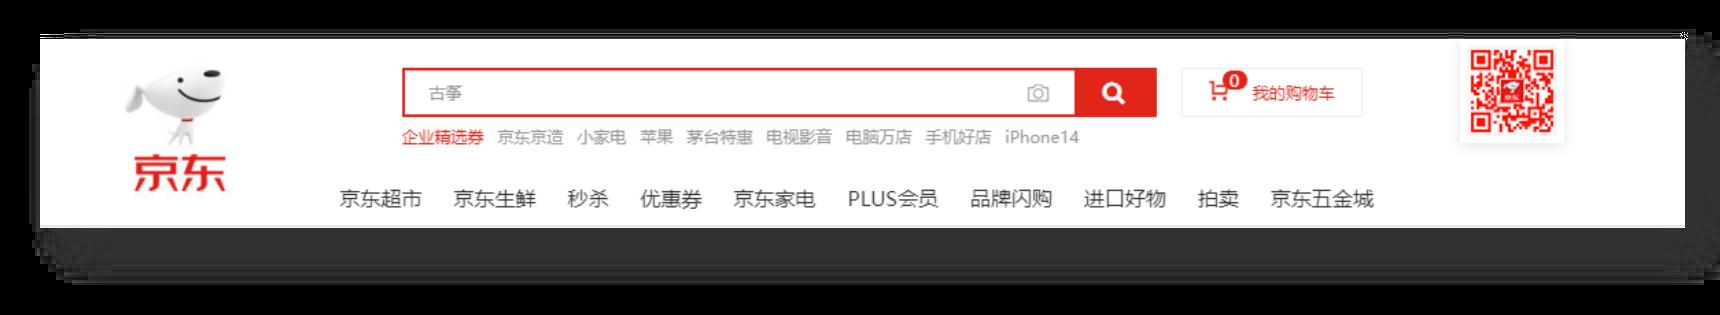 古筝
0 我的购物车
京东
企业精选券 京东京造 小家电 苹果 茅台特惠 电视影音 电脑万店 手机好店 iPhone14
京东
京东超市 京东生鲜 秒杀 优惠券 京东家电 PLUS会员 品牌闪购 进口好物 拍卖 京东五金城